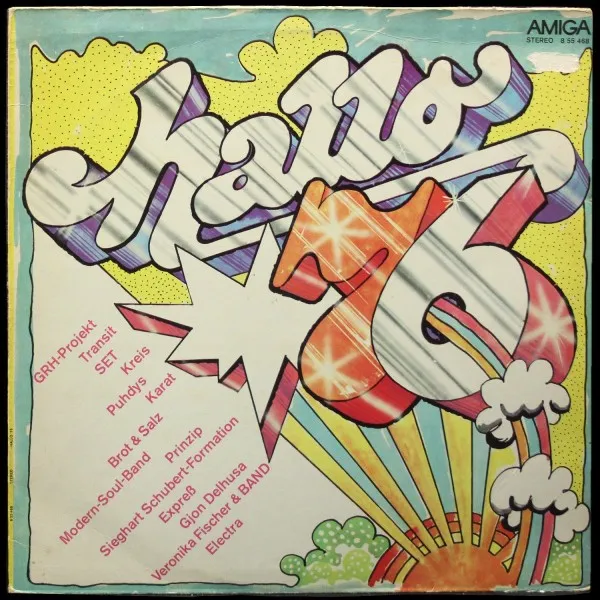 AMIGA
STEREO 8 55 468
hallo
76
GRH-Projekt
Transit
SET
Kreis
Puhdys
Karat
Brot & Salz
Prinzip
Modern-Soul-Band
Sieghart Schubert-Formation
Expreß
Gjon Delhusa
Veronika Fischer & BAND
Electra